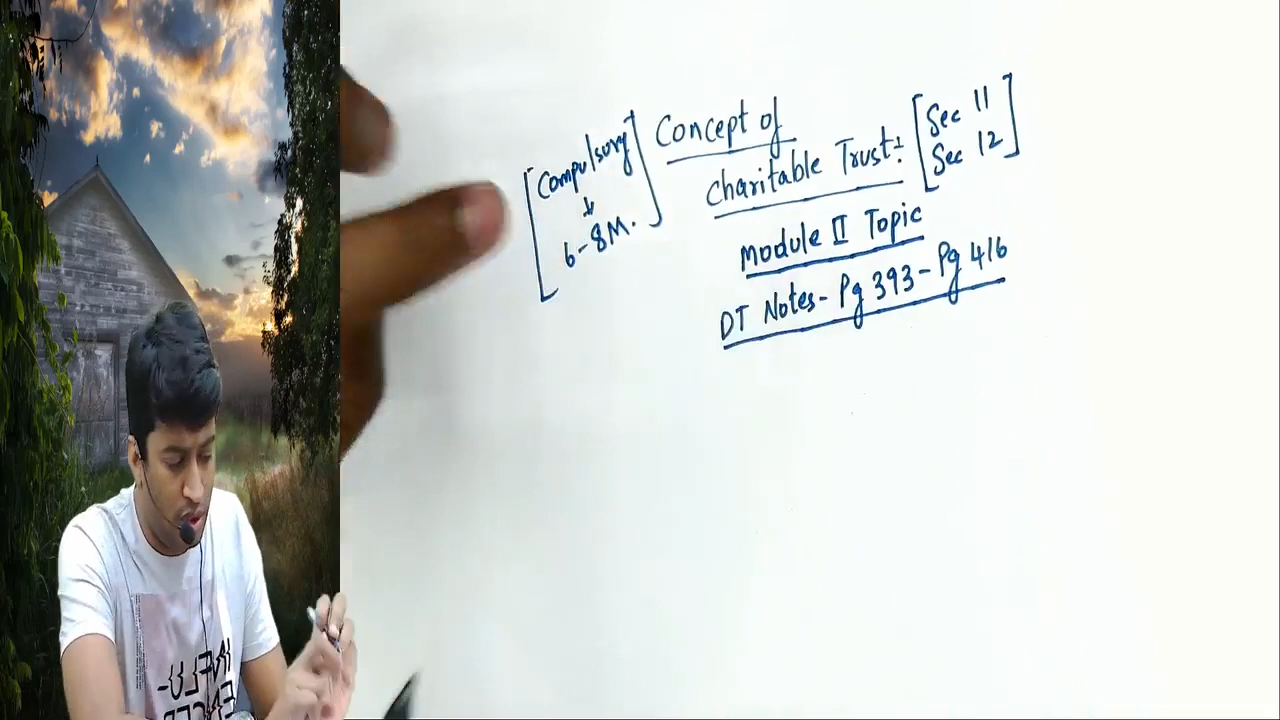 [Compulsory
↓
6-8M.]
Concept of
Charitable Trust:
[Sec 11
Sec 12]
Module II Topic
DT Notes - Pg 393 - Pg 416